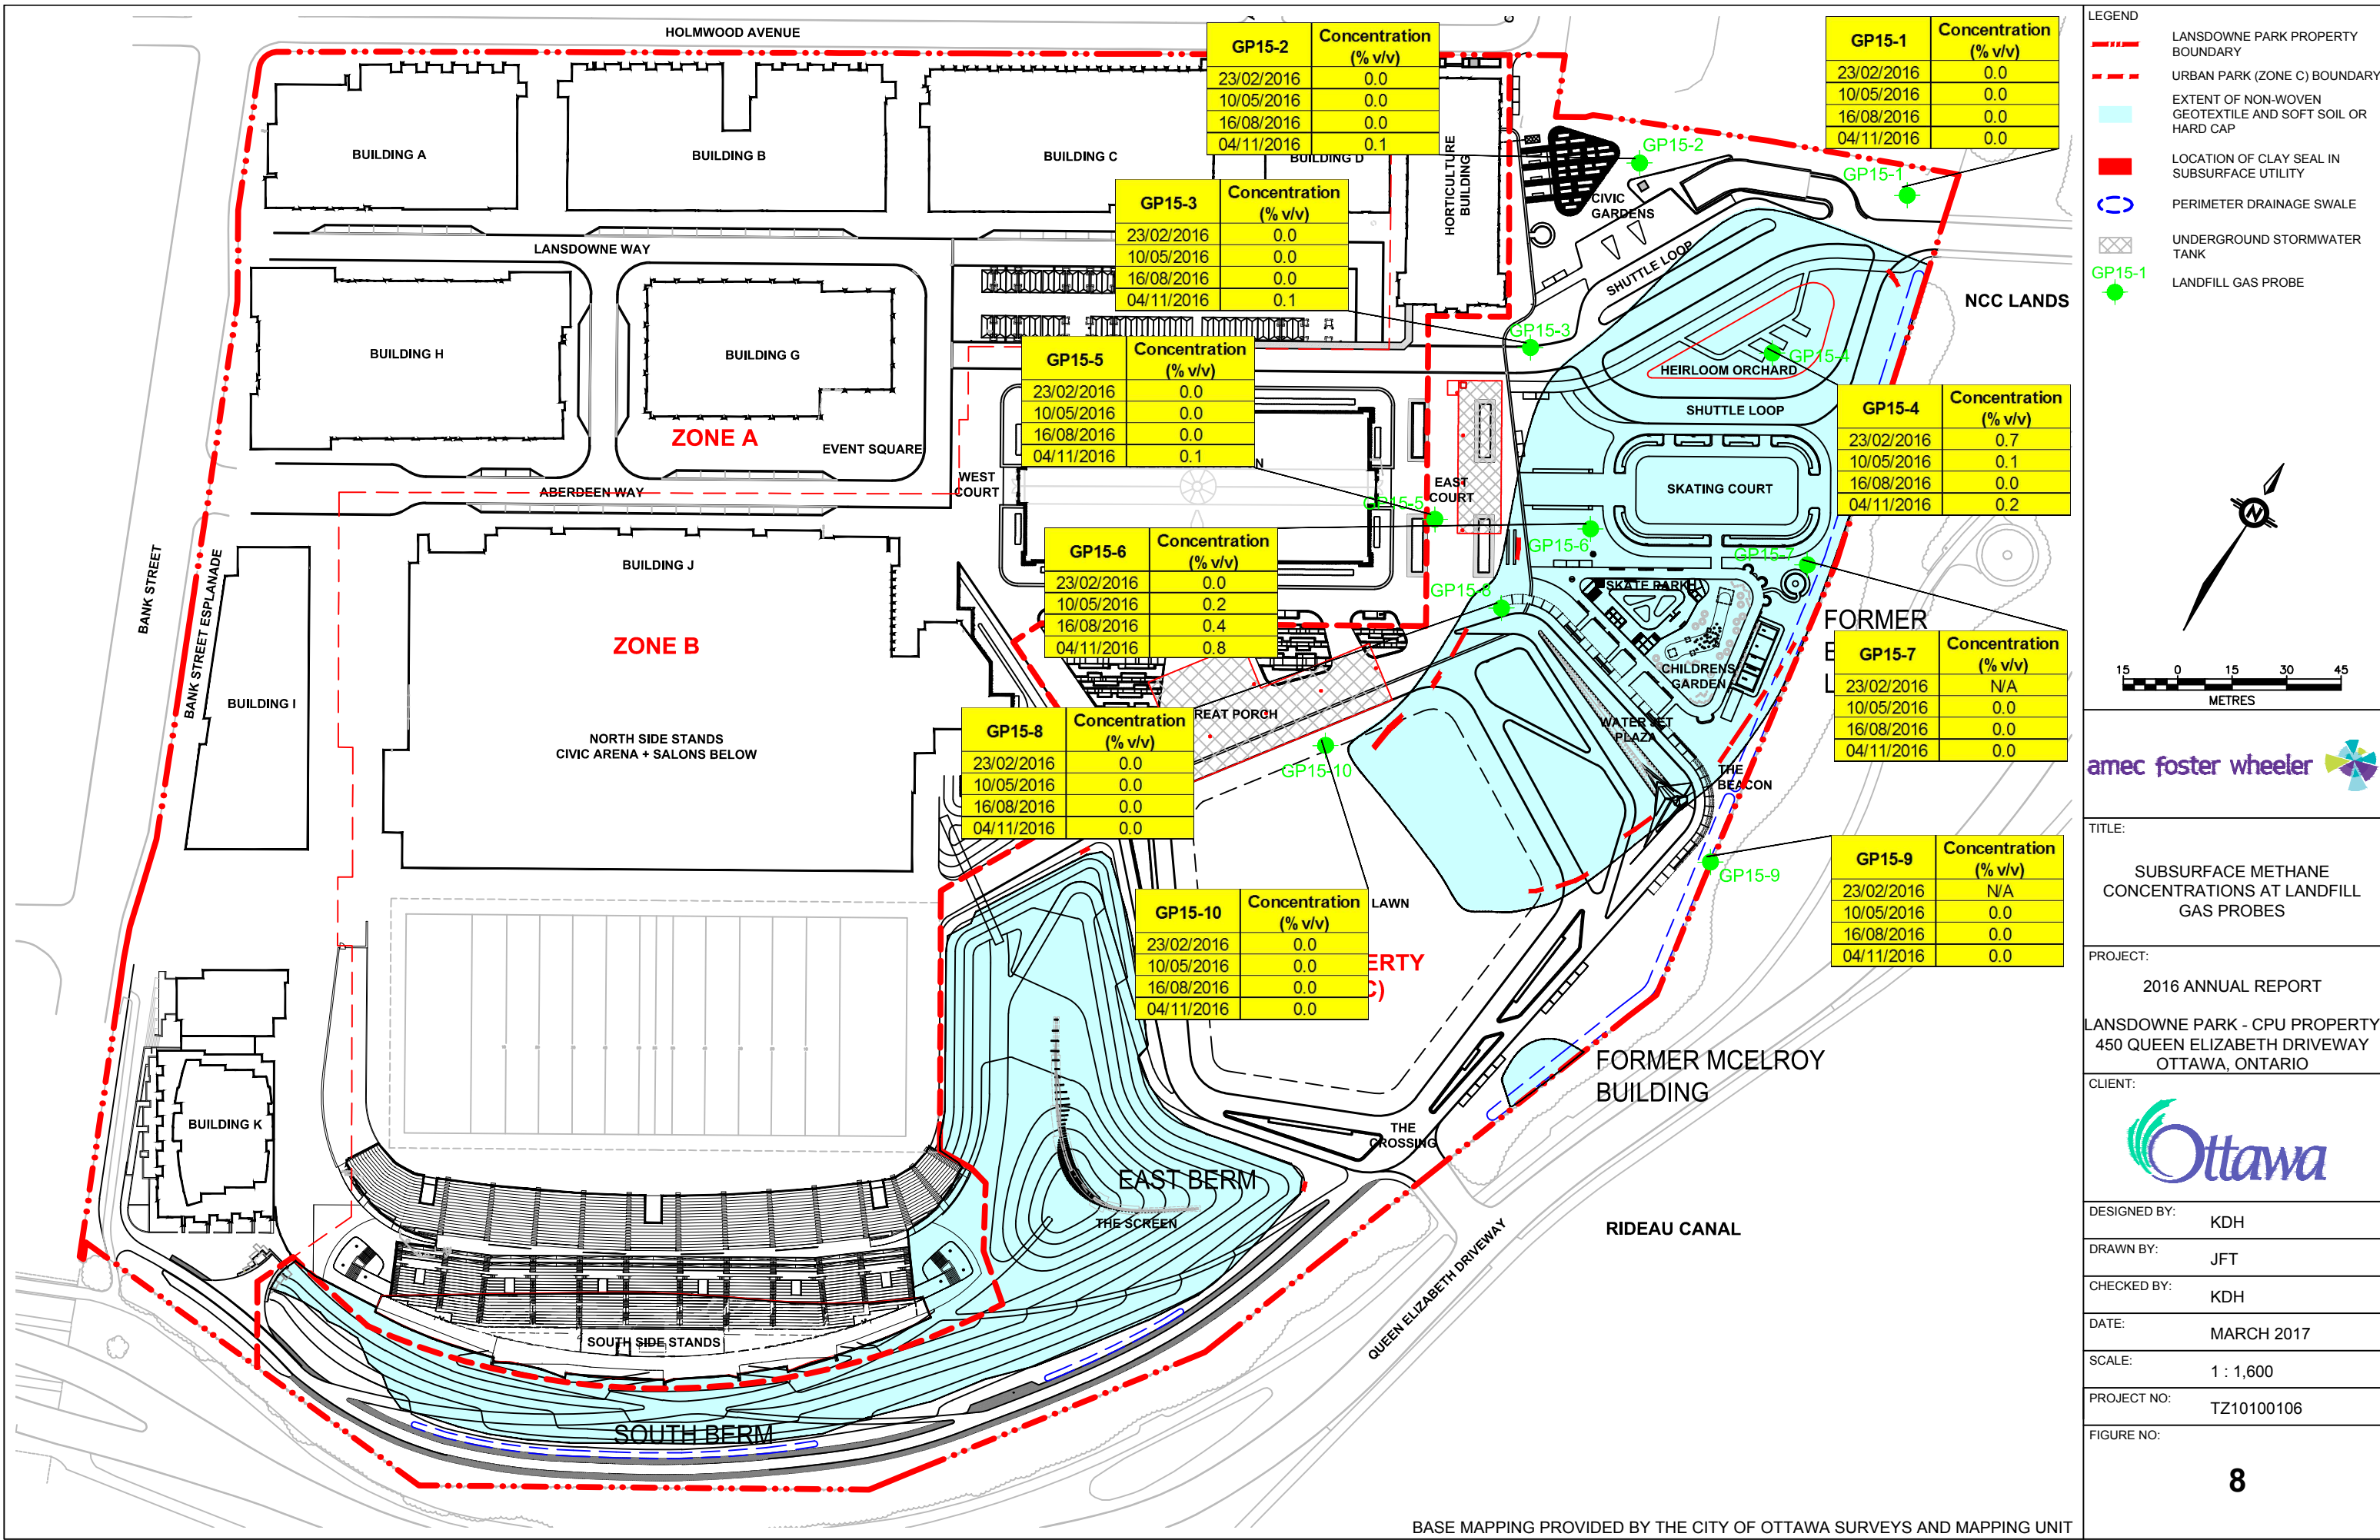 HOLMWOOD AVENUE
BUILDING A
BUILDING B
BUILDING C
BUILDING D
HORTICULTURE
BUILDING
LANSDOWNE WAY
BUILDING H
BUILDING G
ZONE A
EVENT SQUARE
ABERDEEN WAY
WEST
COURT
EAST
COURT
BANK STREET
BANK STREET ESPLANADE
BUILDING J
BUILDING I
ZONE B
NORTH SIDE STANDS
CIVIC ARENA + SALONS BELOW
BUILDING K
SOUTH SIDE STANDS
SOUTH BERM
EAST BERM
THE SCREEN
THE
CROSSING
QUEEN ELIZABETH DRIVEWAY
RIDEAU CANAL
FORMER MCELROY
BUILDING
LAWN
ERTY
C)
REAT PORCH
CIVIC
GARDENS
SHUTTLE LOOP
HEIRLOOM ORCHARD
SHUTTLE LOOP
SKATING COURT
SKATE PARK
CHILDRENS
GARDEN
WATER JET
PLAZA
THE
BEACON
FORMER
NCC LANDS
GP15-1
GP15-2
GP15-3
GP15-4
GP15-5
GP15-6
GP15-7
GP15-8
GP15-9
GP15-10
GP15-2 Concentration
(% v/v)
23/02/2016 0.0
10/05/2016 0.0
16/08/2016 0.0
04/11/2016 0.1
GP15-1 Concentration
(% v/v)
23/02/2016 0.0
10/05/2016 0.0
16/08/2016 0.0
04/11/2016 0.0
GP15-3 Concentration
(% v/v)
23/02/2016 0.0
10/05/2016 0.0
16/08/2016 0.0
04/11/2016 0.1
GP15-5 Concentration
(% v/v)
23/02/2016 0.0
10/05/2016 0.0
16/08/2016 0.0
04/11/2016 0.1
GP15-4 Concentration
(% v/v)
23/02/2016 0.7
10/05/2016 0.1
16/08/2016 0.0
04/11/2016 0.2
GP15-6 Concentration
(% v/v)
23/02/2016 0.0
10/05/2016 0.2
16/08/2016 0.4
04/11/2016 0.8
GP15-7 Concentration
(% v/v)
23/02/2016 N/A
10/05/2016 0.0
16/08/2016 0.0
04/11/2016 0.0
GP15-8 Concentration
(% v/v)
23/02/2016 0.0
10/05/2016 0.0
16/08/2016 0.0
04/11/2016 0.0
GP15-9 Concentration
(% v/v)
23/02/2016 N/A
10/05/2016 0.0
16/08/2016 0.0
04/11/2016 0.0
GP15-10 Concentration
(% v/v)
23/02/2016 0.0
10/05/2016 0.0
16/08/2016 0.0
04/11/2016 0.0
BASE MAPPING PROVIDED BY THE CITY OF OTTAWA SURVEYS AND MAPPING UNIT
LEGEND
LANSDOWNE PARK PROPERTY
BOUNDARY
URBAN PARK (ZONE C) BOUNDARY
EXTENT OF NON-WOVEN
GEOTEXTILE AND SOFT SOIL OR
HARD CAP
LOCATION OF CLAY SEAL IN
SUBSURFACE UTILITY
PERIMETER DRAINAGE SWALE
UNDERGROUND STORMWATER
TANK
GP15-1
LANDFILL GAS PROBE
N
15 0 15 30 45
METRES
amec foster wheeler
TITLE:
SUBSURFACE METHANE
CONCENTRATIONS AT LANDFILL
GAS PROBES
PROJECT:
2016 ANNUAL REPORT
LANSDOWNE PARK - CPU PROPERTY
450 QUEEN ELIZABETH DRIVEWAY
OTTAWA, ONTARIO
CLIENT:
Ottawa
DESIGNED BY: KDH
DRAWN BY: JFT
CHECKED BY: KDH
DATE: MARCH 2017
SCALE: 1 : 1,600
PROJECT NO: TZ10100106
FIGURE NO:
8